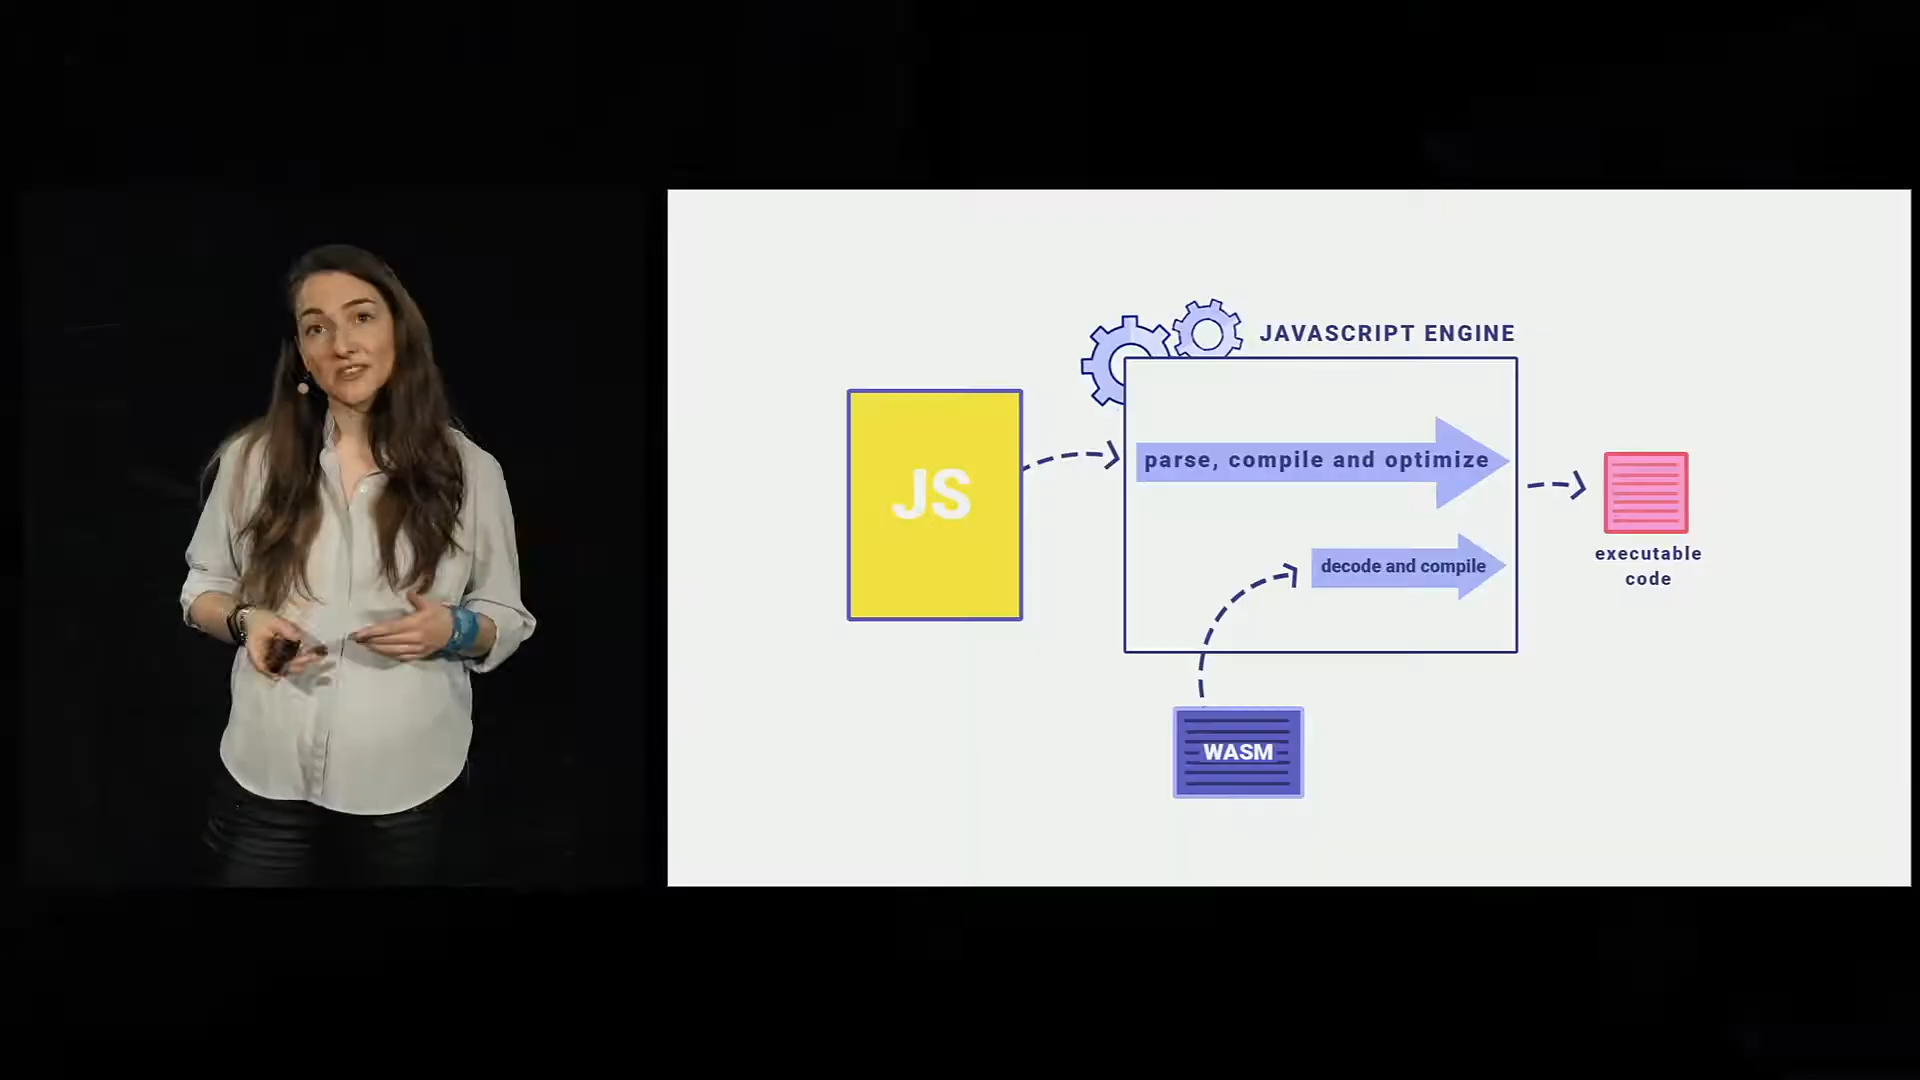 JAVASCRIPT ENGINE
JS
parse, compile and optimize
decode and compile
executable
code
WASM